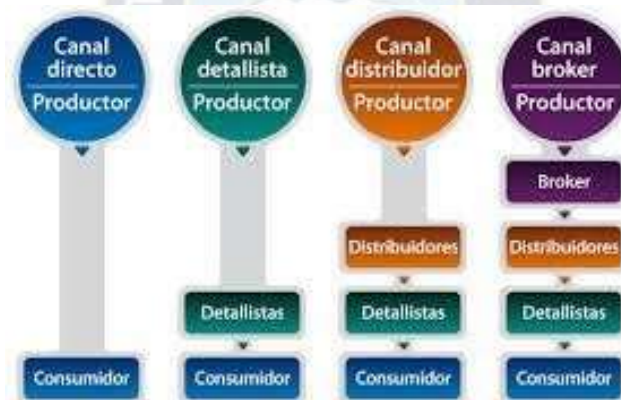 Canal
directo
Productor
Consumidor
Canal
detallista
Productor
Detallistas
Consumidor
Canal
distribuidor
Productor
Distribuidores
Detallistas
Consumidor
Canal
broker
Productor
Broker
Distribuidores
Detallistas
Consumidor